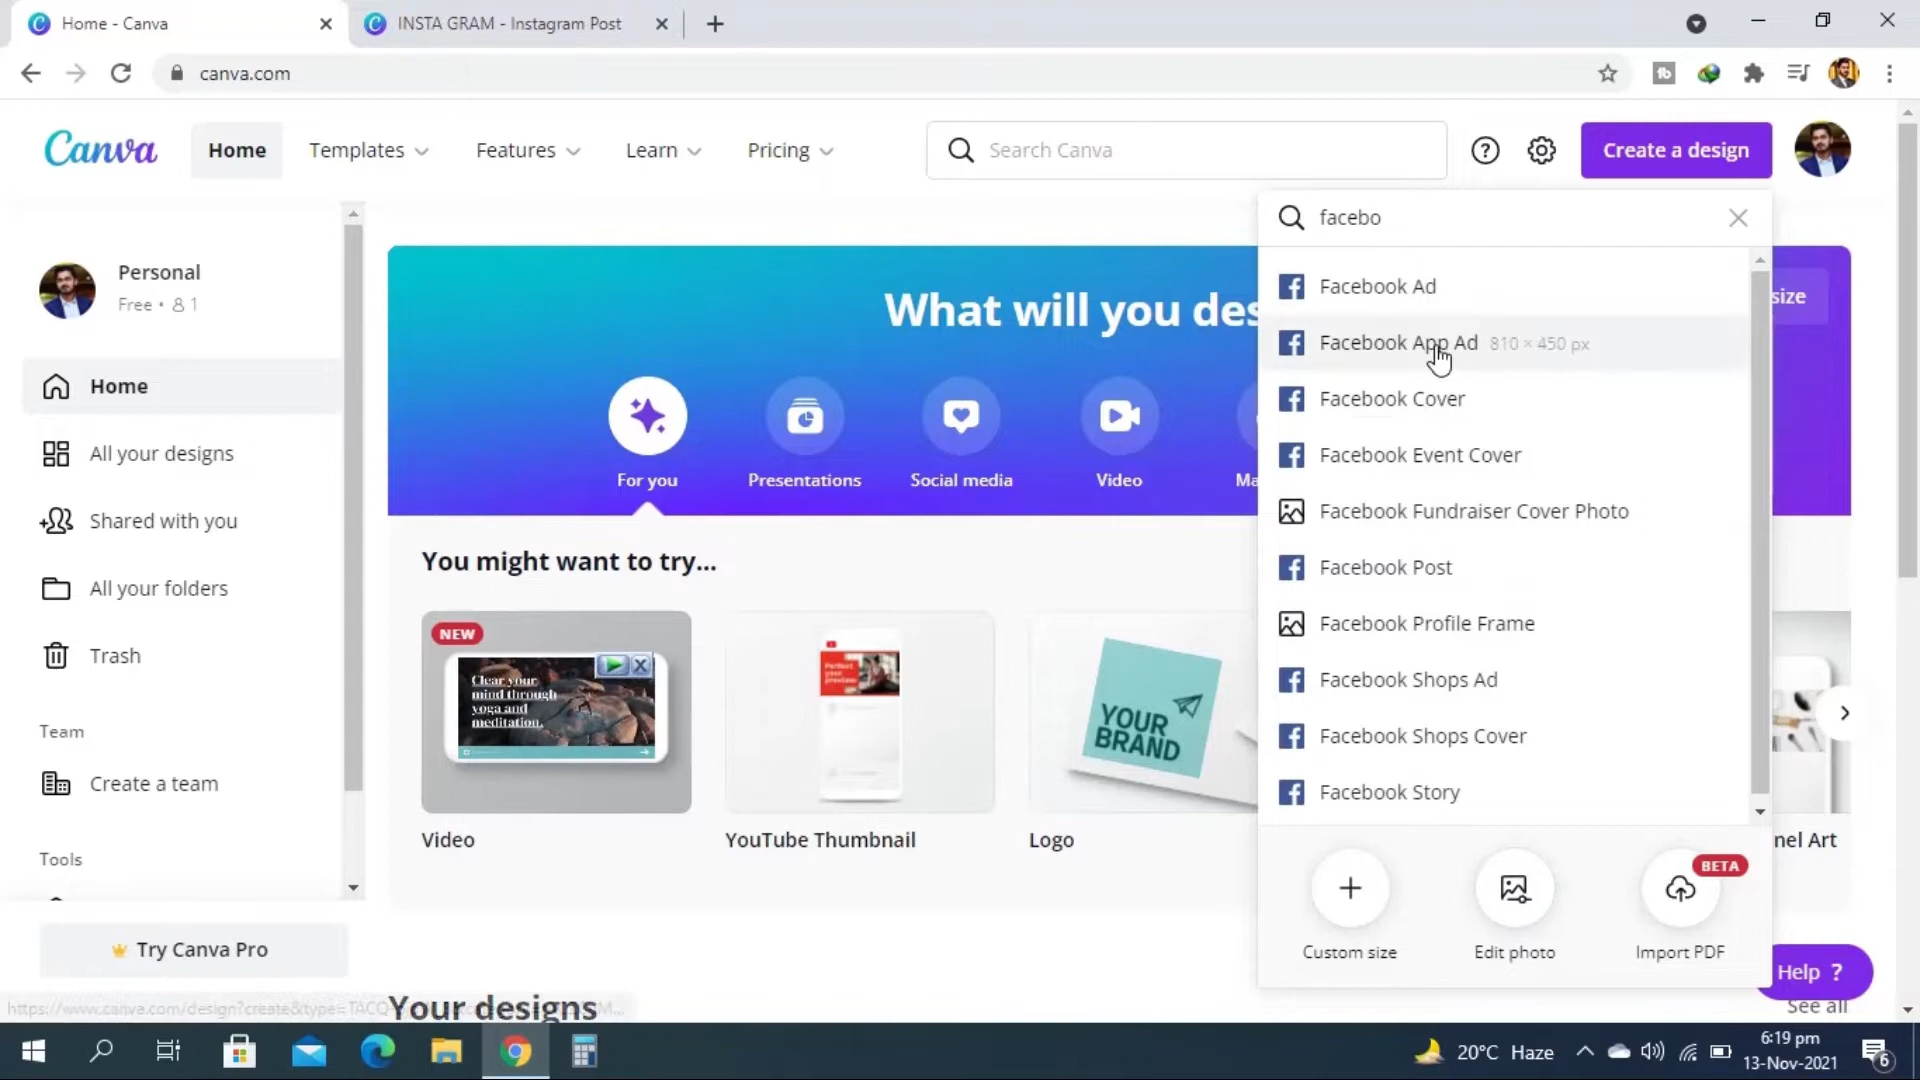 Home - Canva
INSTA GRAM - Instagram Post
canva.com
Canva
Home
Templates
Features
Learn
Pricing
Search Canva
Create a design
Personal
Free • 1
Home
All your designs
Shared with you
All your folders
Trash
Team
Create a team
Tools
Try Canva Pro
What will you des
size
For you
Presentations
Social media
Video
Ma
You might want to try...
NEW
Clear your
mind through
yoga and
meditation.
Video
YouTube Thumbnail
YOUR
BRAND
Logo
nel Art
facebo
Facebook Ad
Facebook App Ad 810 × 450 px
Facebook Cover
Facebook Event Cover
Facebook Fundraiser Cover Photo
Facebook Post
Facebook Profile Frame
Facebook Shops Ad
Facebook Shops Cover
Facebook Story
BETA
Custom size
Edit photo
Import PDF
Help ?
Your designs
See all
20°C Haze
6:19 pm
13-Nov-2021
6